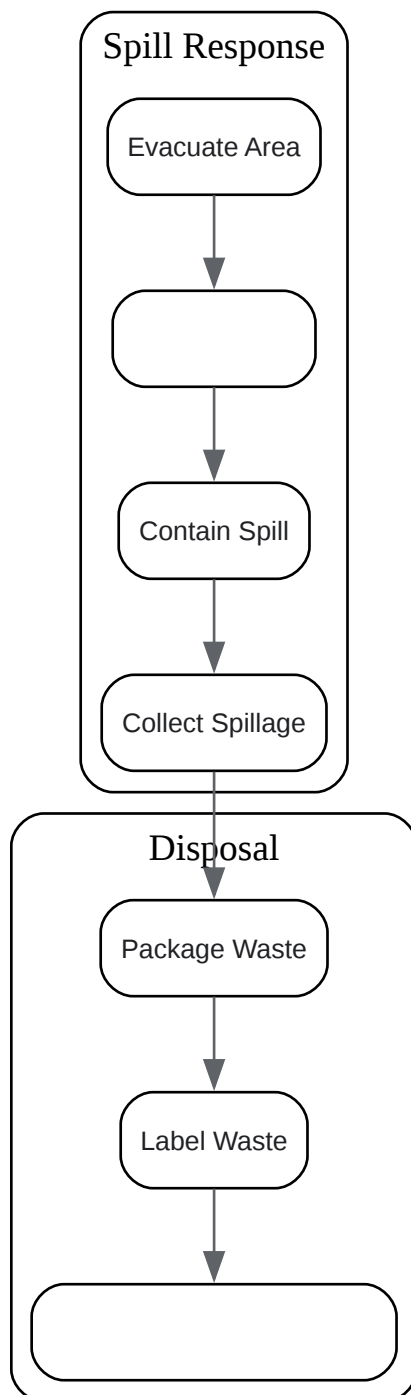 Spill Response
Evacuate Area
Contain Spill
Collect Spillage
Disposal
Package Waste
Label Waste